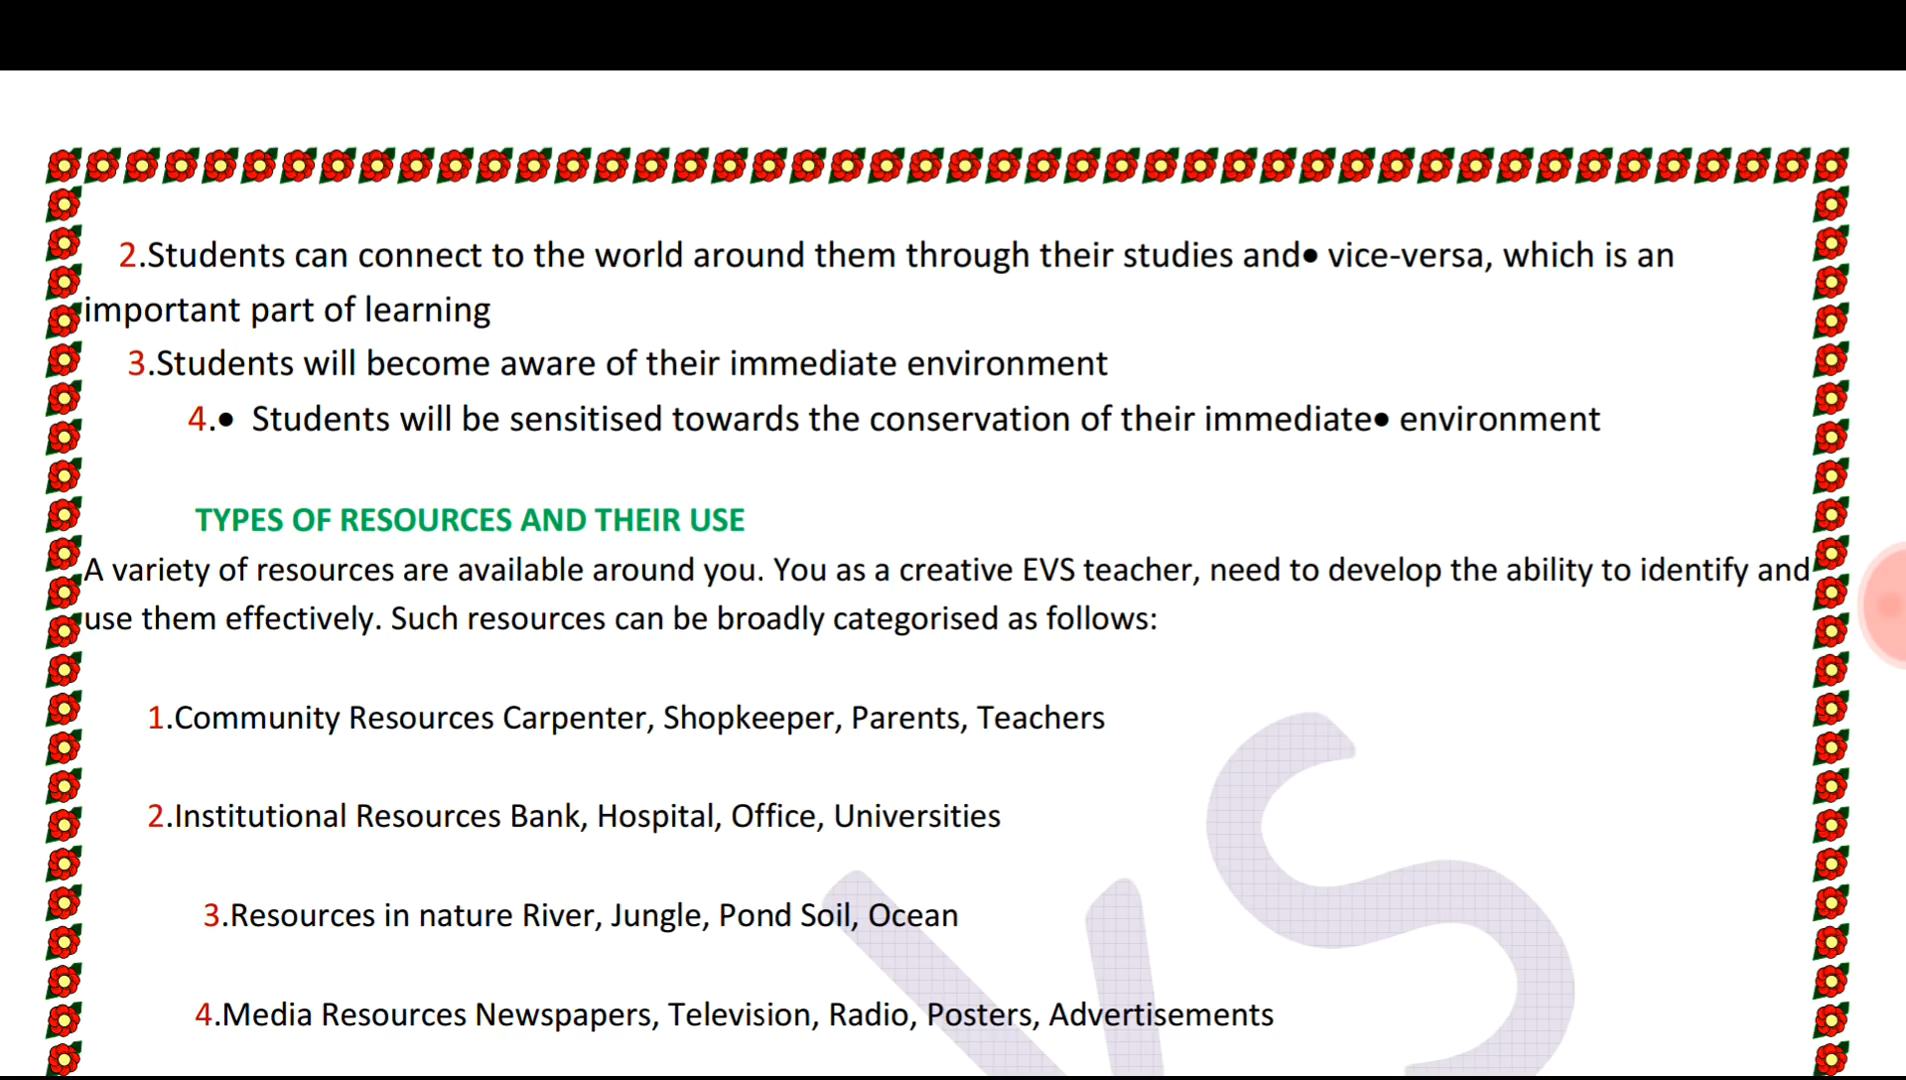 2.Students can connect to the world around them through their studies and● vice-versa, which is an
important part of learning
3.Students will become aware of their immediate environment
4.● Students will be sensitised towards the conservation of their immediate● environment
TYPES OF RESOURCES AND THEIR USE
A variety of resources are available around you. You as a creative EVS teacher, need to develop the ability to identify and
use them effectively. Such resources can be broadly categorised as follows:
1.Community Resources Carpenter, Shopkeeper, Parents, Teachers
2.Institutional Resources Bank, Hospital, Office, Universities
3.Resources in nature River, Jungle, Pond Soil, Ocean
4.Media Resources Newspapers, Television, Radio, Posters, Advertisements